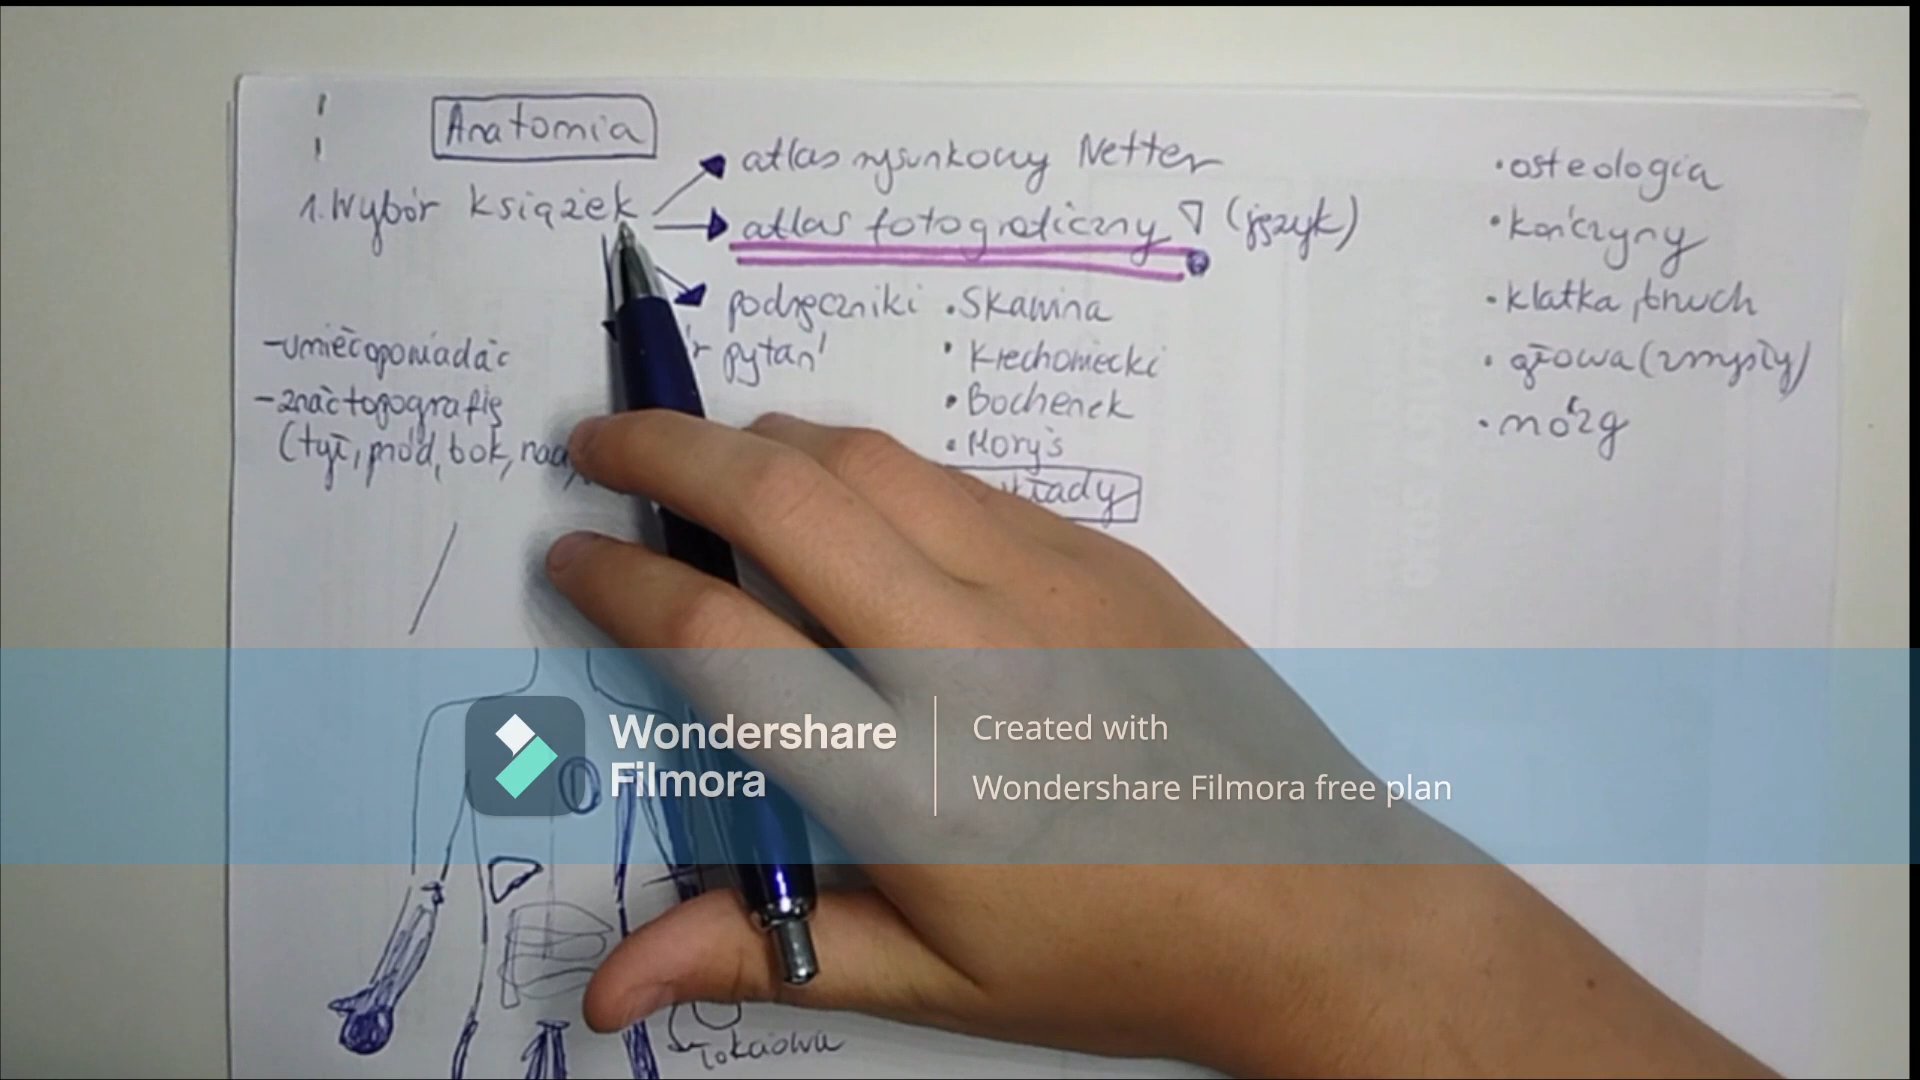 Anatomia
1. Wybór książek
atlas rysunkowy Netter
atlas fotograficzny (język)
podręczniki
pytań
• Skawina
• Krechowiecki
• Bochenek
• Moryś
- umieć opowiadać
- znać topografię
(tył, przód, bok, nad,
• osteologia
• kończyny
• klatka, brzuch
• głowa (zmysły)
• mózg
Wondershare
Filmora
Created with
Wondershare Filmora free plan